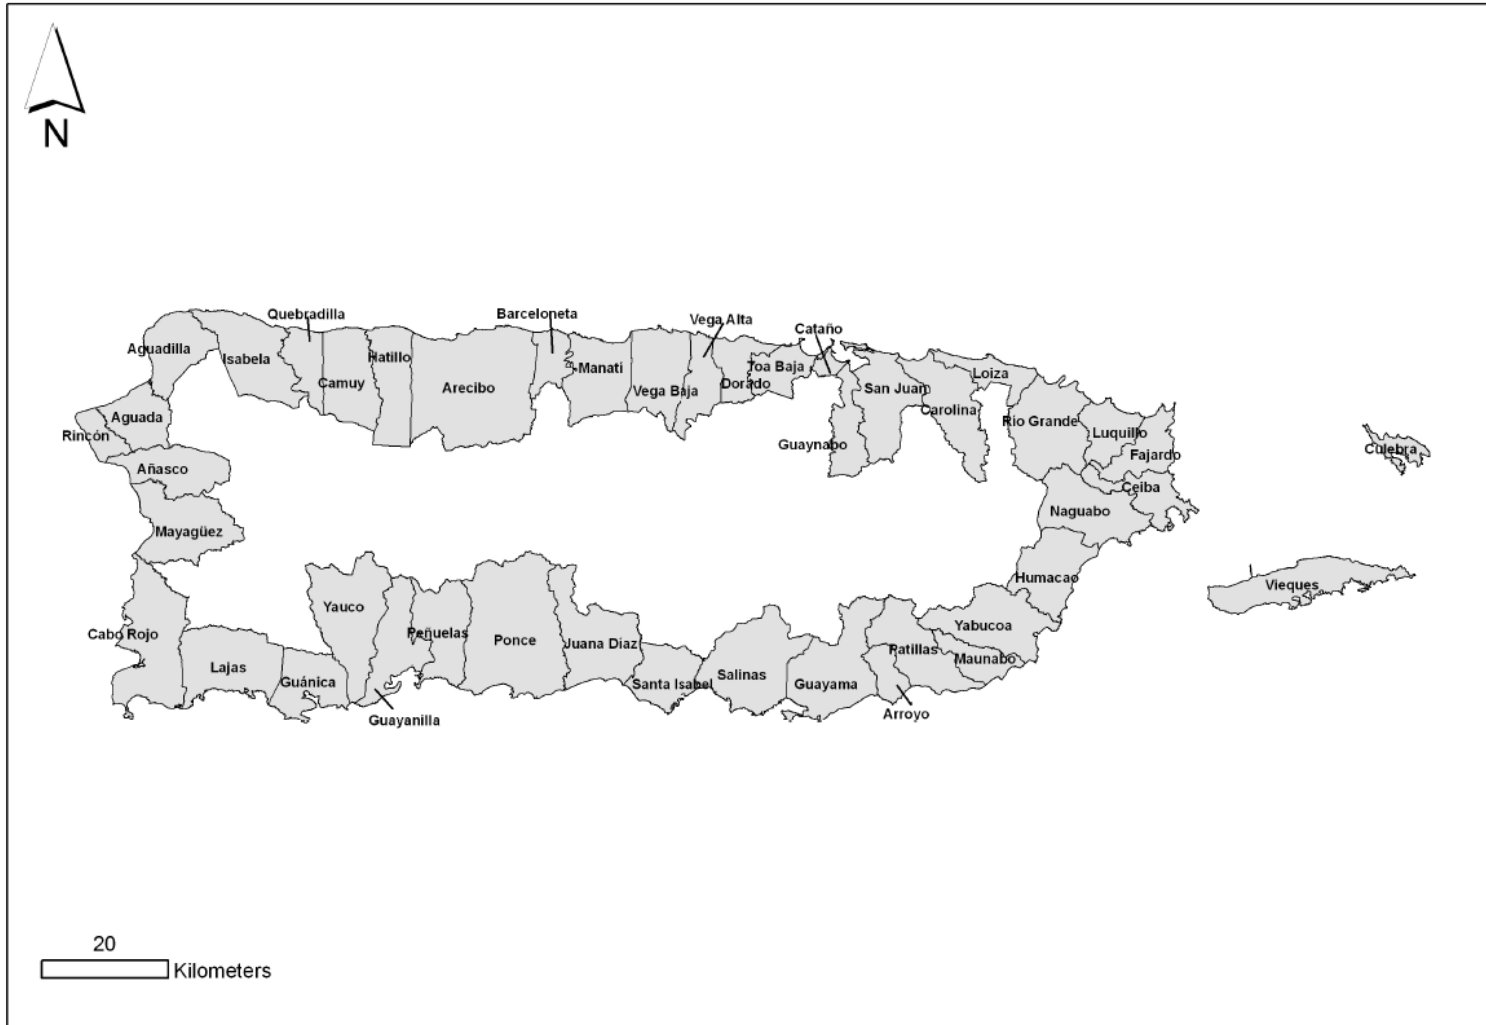 N
Quebradilla
Barceloneta
Vega Alta
Cataño
Aguadilla
Isabela
Hatillo
Camuy
Arecibo
Manatí
Vega Baja
Dorado
Toa Baja
San Juan
Loiza
Carolina
Guaynabo
Río Grande
Luquillo
Fajardo
Ceiba
Culebra
Rincón
Aguada
Añasco
Mayagüez
Naguabo
Humacao
Vieques
Cabo Rojo
Lajas
Guánica
Yauco
Guayanilla
Peñuelas
Ponce
Juana Díaz
Santa Isabel
Salinas
Guayama
Arroyo
Patillas
Maunabo
Yabucoa
20
Kilometers